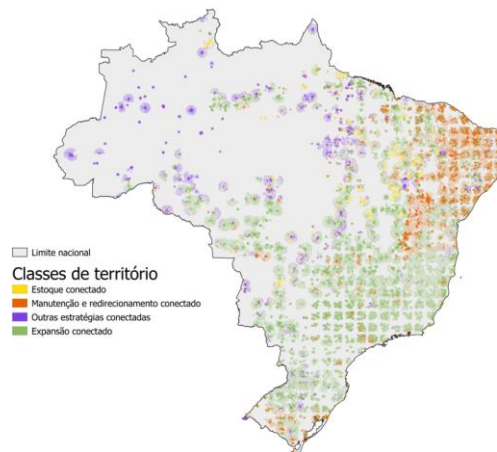 Limite nacional
Classes de território
Estoque conectado
Manutenção e redirecionamento conectado
Outras estratégias conectadas
Expansão conectado